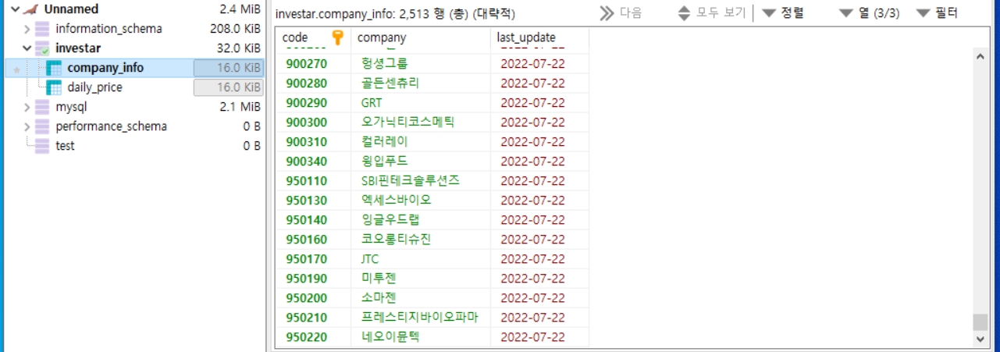 Unnamed 2.4 MiB
information_schema 208.0 KiB
investar 32.0 KiB
company_info 16.0 KiB
daily_price 16.0 KiB
mysql 2.1 MiB
performance_schema 0 B
test 0 B
investar.company_info: 2,513 행 (총) (대략적) 다음 모두 보기 정렬 열 (3/3) 필터
code company last_update
900270 헝셩그룹 2022-07-22
900280 골든센츄리 2022-07-22
900290 GRT 2022-07-22
900300 오가닉티코스메틱 2022-07-22
900310 컬러레이 2022-07-22
900340 윙입푸드 2022-07-22
950110 SBI핀테크솔루션즈 2022-07-22
950130 엑세스바이오 2022-07-22
950140 잉글우드랩 2022-07-22
950160 코오롱티슈진 2022-07-22
950170 JTC 2022-07-22
950190 미투젠 2022-07-22
950200 소마젠 2022-07-22
950210 프레스티지바이오파마 2022-07-22
950220 네오이뮨텍 2022-07-22